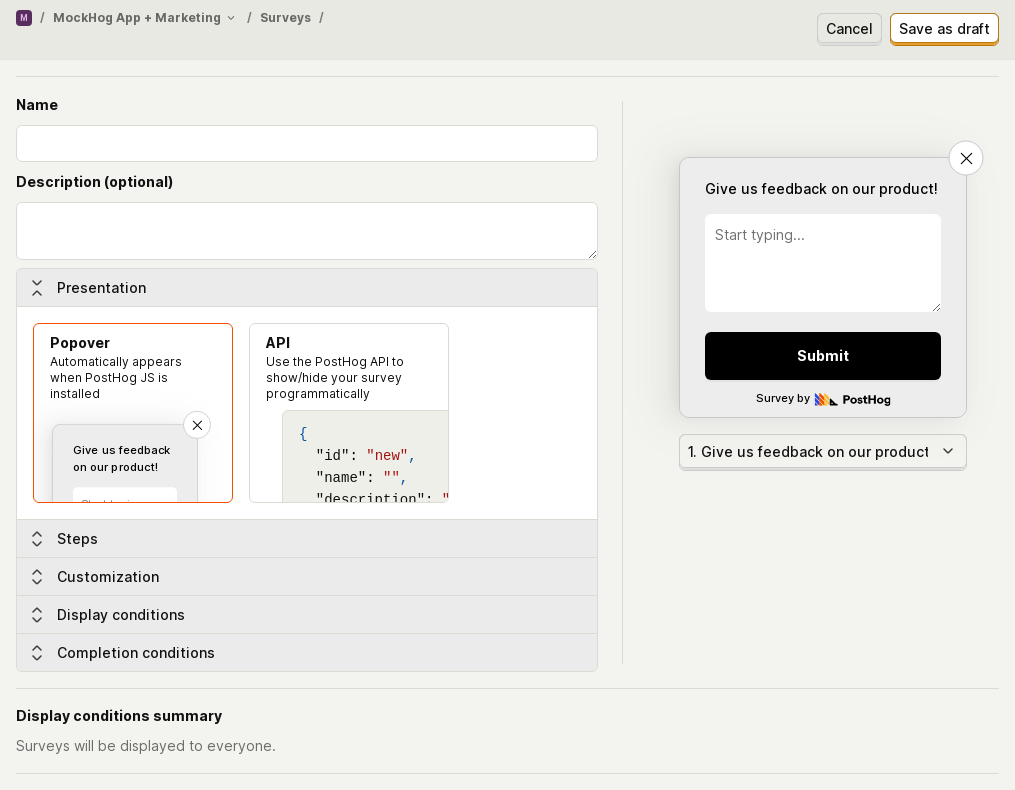 M / MockHog App + Marketing / Surveys /
Cancel
Save as draft
Name
Description (optional)
Presentation
Popover
Automatically appears
when PostHog JS is
installed
Give us feedback
on our product!
API
Use the PostHog API to
show/hide your survey
programmatically
{
"id": "new",
"name": "",
"description": "
Steps
Customization
Display conditions
Completion conditions
Give us feedback on our product!
Start typing...
Submit
Survey by PostHog
1. Give us feedback on our product
Display conditions summary
Surveys will be displayed to everyone.